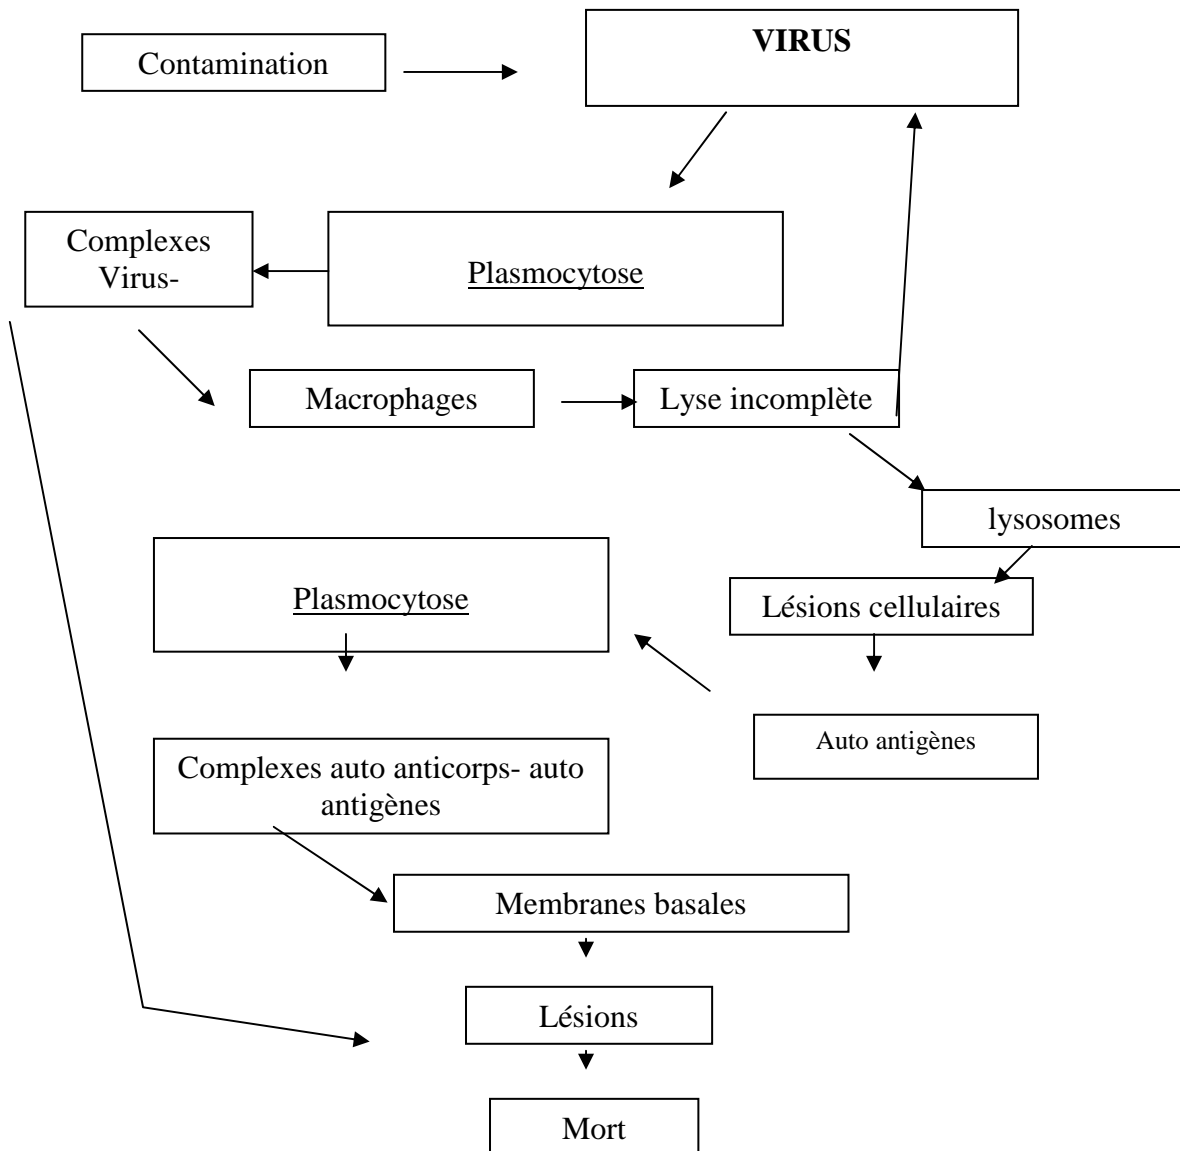 Contamination
VIRUS
Complexes
Virus-
Plasmocytose
Macrophages
Lyse incomplète
lysosomes
Plasmocytose
Lésions cellulaires
Auto antigènes
Complexes auto anticorps- auto
antigènes
Membranes basales
Lésions
Mort